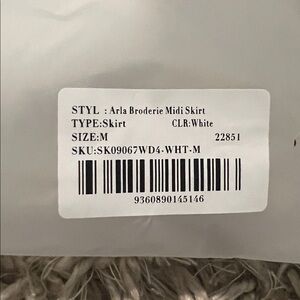 STYL : Arla Broderie Midi Skirt
TYPE:Skirt CLR:White
SIZE:M 22851
SKU:SK09067WD4-WHT-M
9360890145146